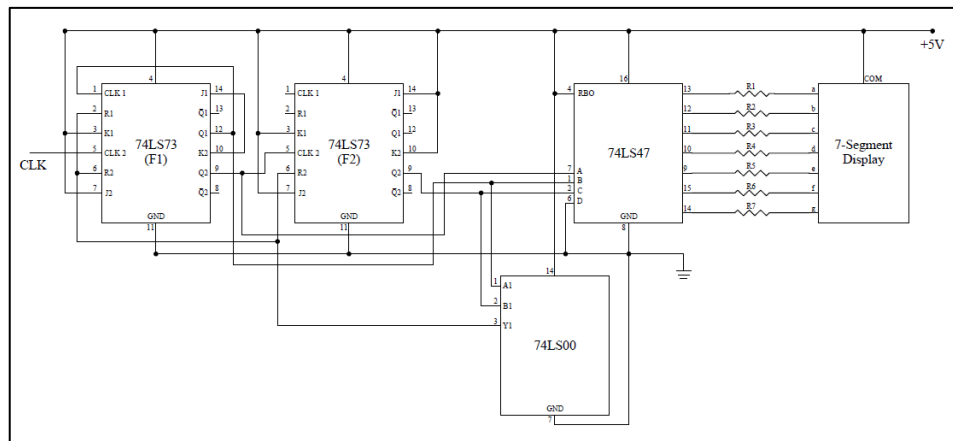 +5V
CLK
4
1 CLK 1 J1 14
2 R1 Q̅1 13
3 K1 Q1 12
74LS73
(F1)
5 CLK 2 K2 10
6 R2 Q2 9
7 J2 Q̅2 8
GND
11
4
1 CLK 1 J1 14
2 R1 Q̅1 13
3 K1 Q1 12
74LS73
(F2)
5 CLK 2 K2 10
6 R2 Q2 9
7 J2 Q̅2 8
GND
11
16
4 RBO
74LS47
7 A
1 B
2 C
6 D
13
12
11
10
9
15
14
GND
8
R1
R2
R3
R4
R5
R6
R7
COM
a
b
c
d
e
f
g
7-Segment
Display
14
1 A1
2 B1
3 Y1
74LS00
GND
7